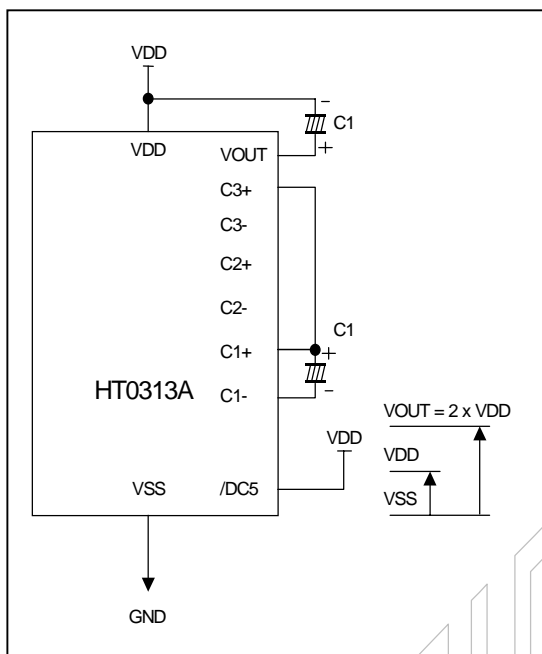 VDD
−
C1
+
VDD
VOUT
C3+
C3-
C2+
C2-
C1+
C1
+
C1-
−
HT0313A
VOUT = 2 x VDD
VDD
VDD
VSS
VSS
/DC5
GND